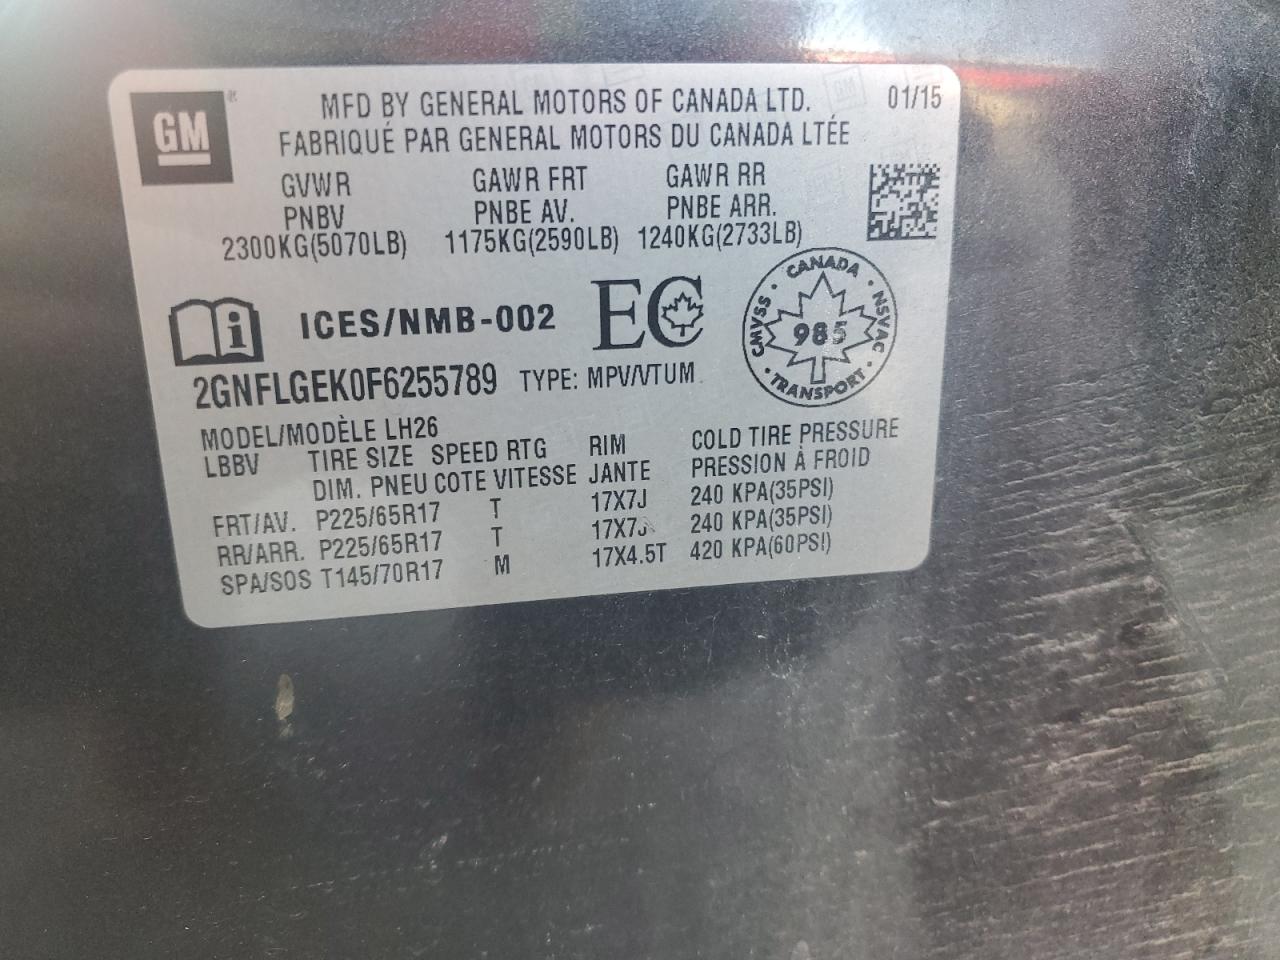 GM ®
MFD BY GENERAL MOTORS OF CANADA LTD. 01/15
FABRIQUÉ PAR GENERAL MOTORS DU CANADA LTÉE
GVWR GAWR FRT GAWR RR
PNBV PNBE AV. PNBE ARR.
2300KG(5070LB) 1175KG(2590LB) 1240KG(2733LB)
i ICES/NMB-002 EC
CANADA · NSVAC · TRANSPORT · CMVSS ·
985
2GNFLGEK0F6255789 TYPE: MPV/VTUM
MODEL/MODÈLE LH26
LBBV TIRE SIZE SPEED RTG RIM COLD TIRE PRESSURE
DIM. PNEU COTE VITESSE JANTE PRESSION À FROID
FRT/AV. P225/65R17 T 17X7J 240 KPA(35PSI)
RR/ARR. P225/65R17 T 17X7J 240 KPA(35PSI)
SPA/SOS T145/70R17 M 17X4.5T 420 KPA(60PSI)